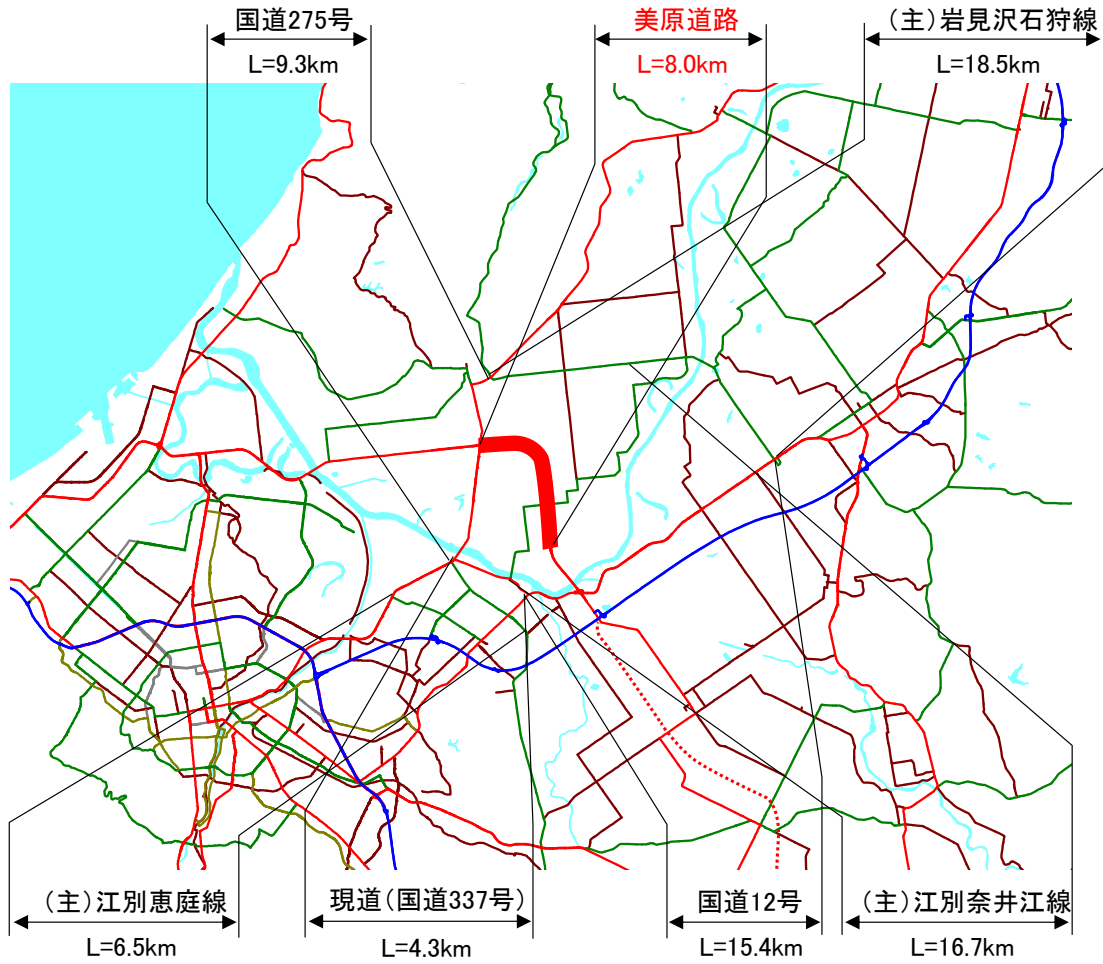 国道275号
L=9.3km
美原道路
L=8.0km
(主)岩見沢石狩線
L=18.5km
(主)江別恵庭線
L=6.5km
現道(国道337号)
L=4.3km
国道12号
L=15.4km
(主)江別奈井江線
L=16.7km